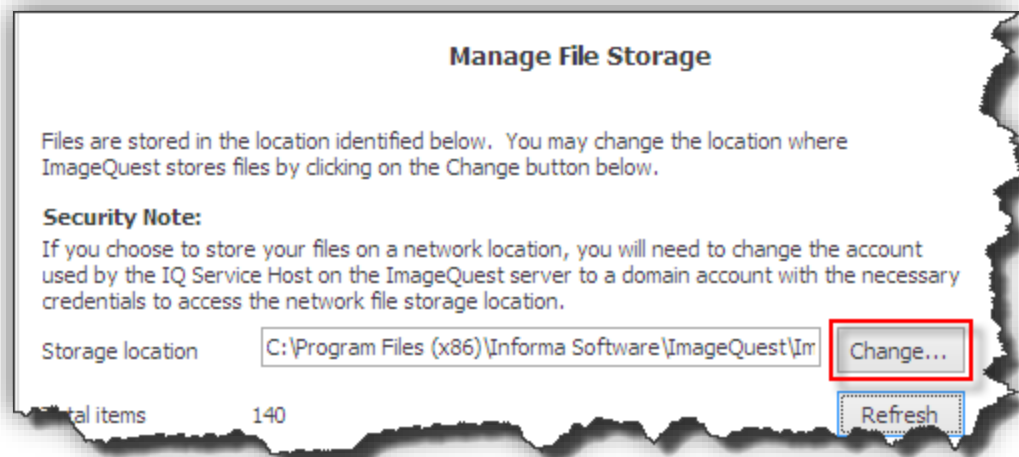 Manage File Storage
Files are stored in the location identified below.  You may change the location where
ImageQuest stores files by clicking on the Change button below.
Security Note:
If you choose to store your files on a network location, you will need to change the account
used by the IQ Service Host on the ImageQuest server to a domain account with the necessary
credentials to access the network file storage location.
Storage location C:\Program Files (x86)\Informa Software\ImageQuest\Im Change...
items 140 Refresh